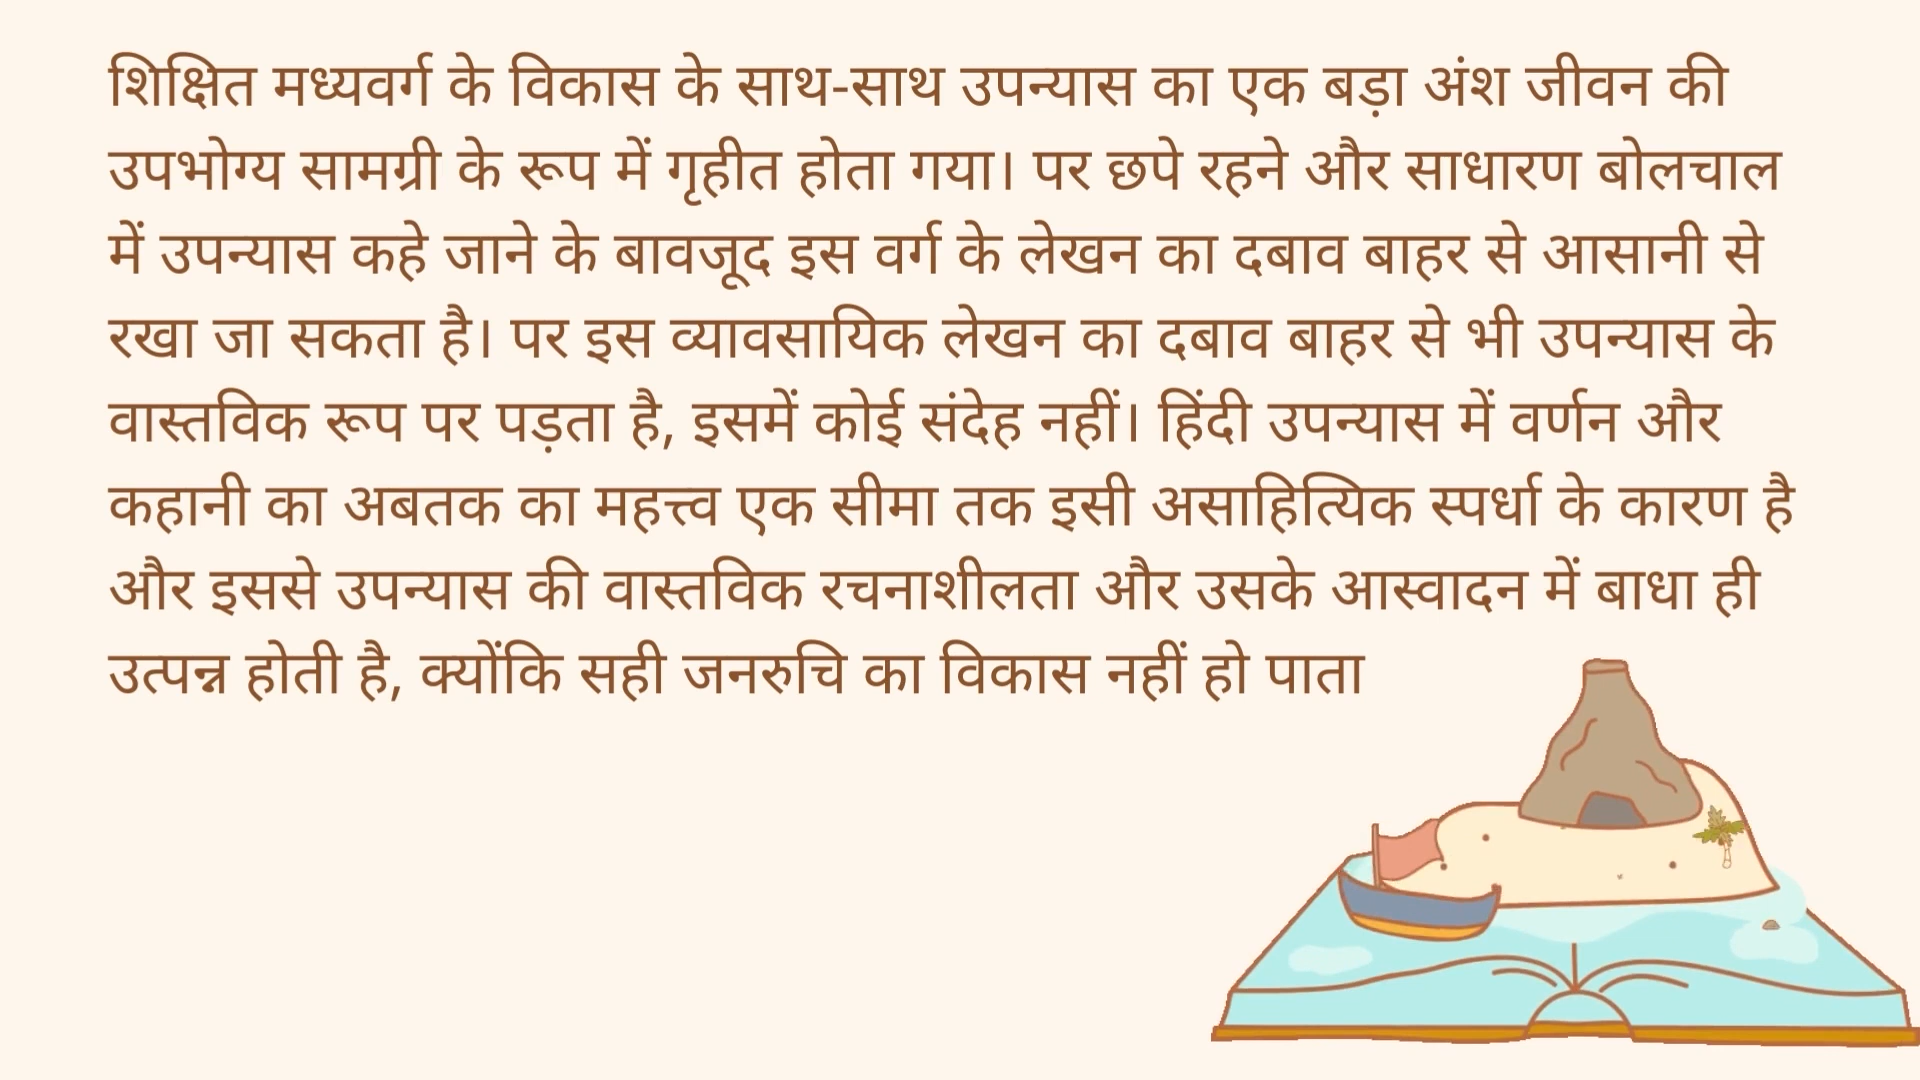 शिक्षित मध्यवर्ग के विकास के साथ-साथ उपन्यास का एक बड़ा अंश जीवन की
उपभोग्य सामग्री के रूप में गृहीत होता गया। पर छपे रहने और साधारण बोलचाल
में उपन्यास कहे जाने के बावजूद इस वर्ग के लेखन का दबाव बाहर से आसानी से
रखा जा सकता है। पर इस व्यावसायिक लेखन का दबाव बाहर से भी उपन्यास के
वास्तविक रूप पर पड़ता है, इसमें कोई संदेह नहीं। हिंदी उपन्यास में वर्णन और
कहानी का अबतक का महत्त्व एक सीमा तक इसी असाहित्यिक स्पर्धा के कारण है
और इससे उपन्यास की वास्तविक रचनाशीलता और उसके आस्वादन में बाधा ही
उत्पन्न होती है, क्योंकि सही जनरुचि का विकास नहीं हो पाता